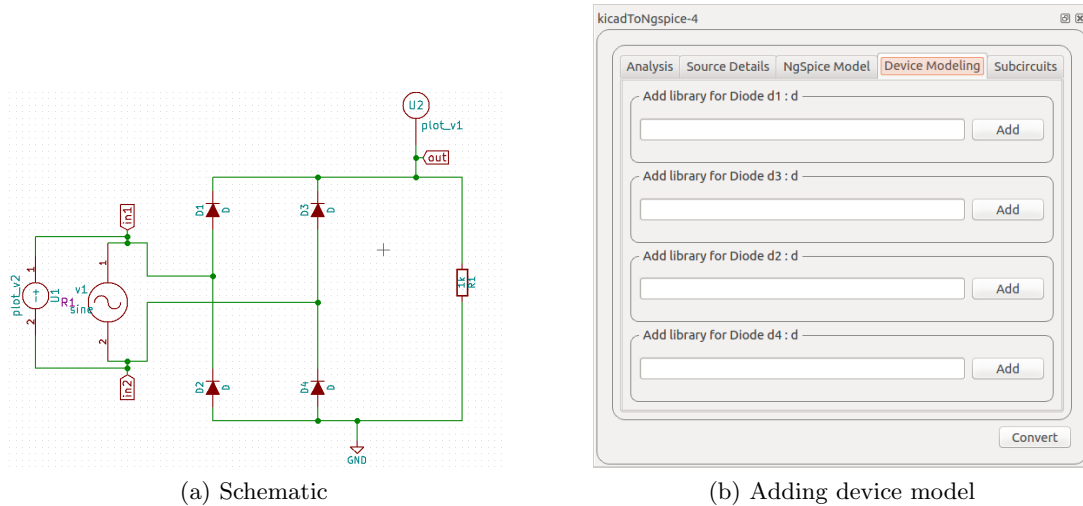 U2
plot_v1
out
D1
D
D3
D
in1
1
1
plot_v2
U1
R1
v1
sine
1k
R1
2
2
in2
D2
D
D4
D
GND
(a) Schematic
kicadToNgspice-4
Analysis
Source Details
NgSpice Model
Device Modeling
Subcircuits
Add library for Diode d1 : d
Add
Add library for Diode d3 : d
Add
Add library for Diode d2 : d
Add
Add library for Diode d4 : d
Add
Convert
(b) Adding device model